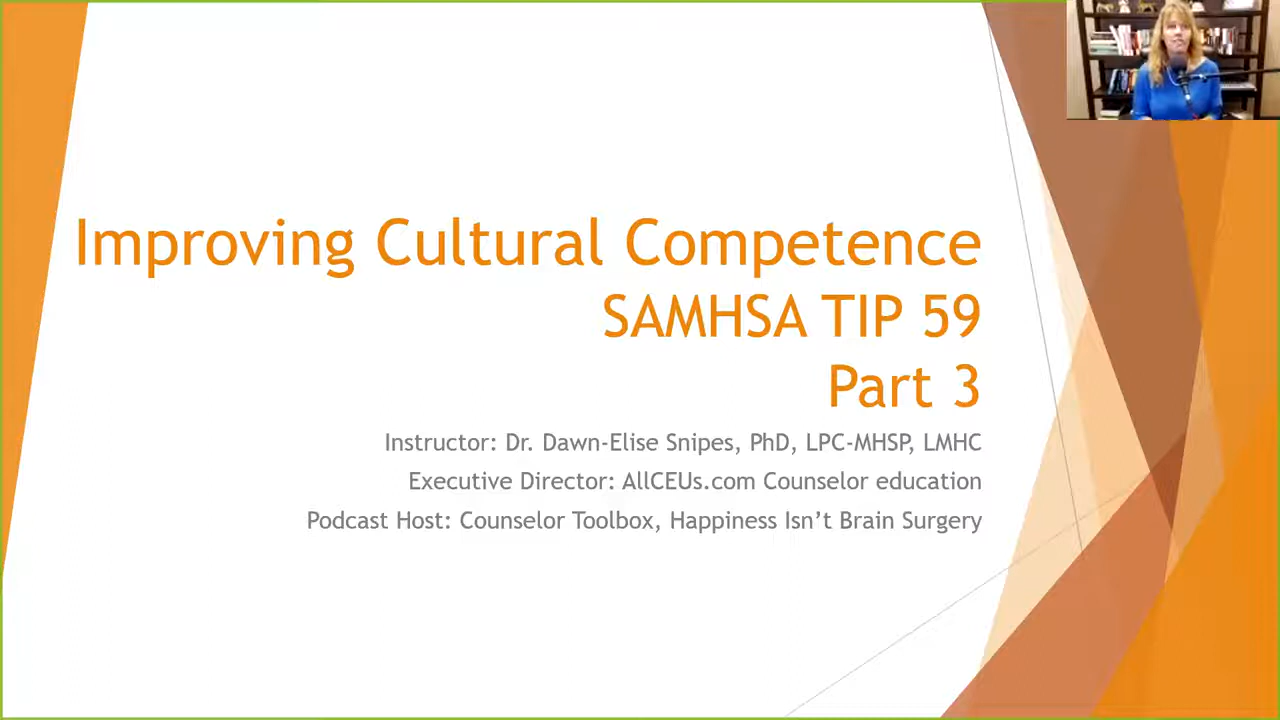 Improving Cultural Competence
SAMHSA TIP 59
Part 3
Instructor: Dr. Dawn-Elise Snipes, PhD, LPC-MHSP, LMHC
Executive Director: AllCEUs.com Counselor education
Podcast Host: Counselor Toolbox, Happiness Isn’t Brain Surgery